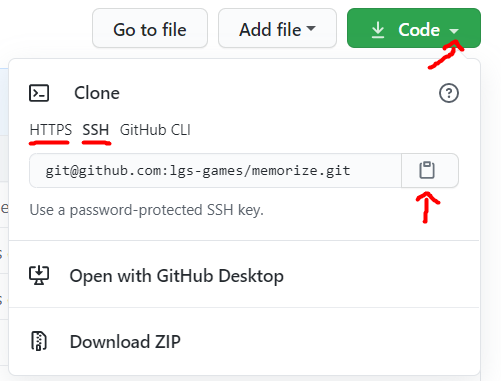 Go to file Add file Code
Clone
HTTPS SSH GitHub CLI
git@github.com:lgs-games/memorize.git
Use a password-protected SSH key.
Open with GitHub Desktop
Download ZIP